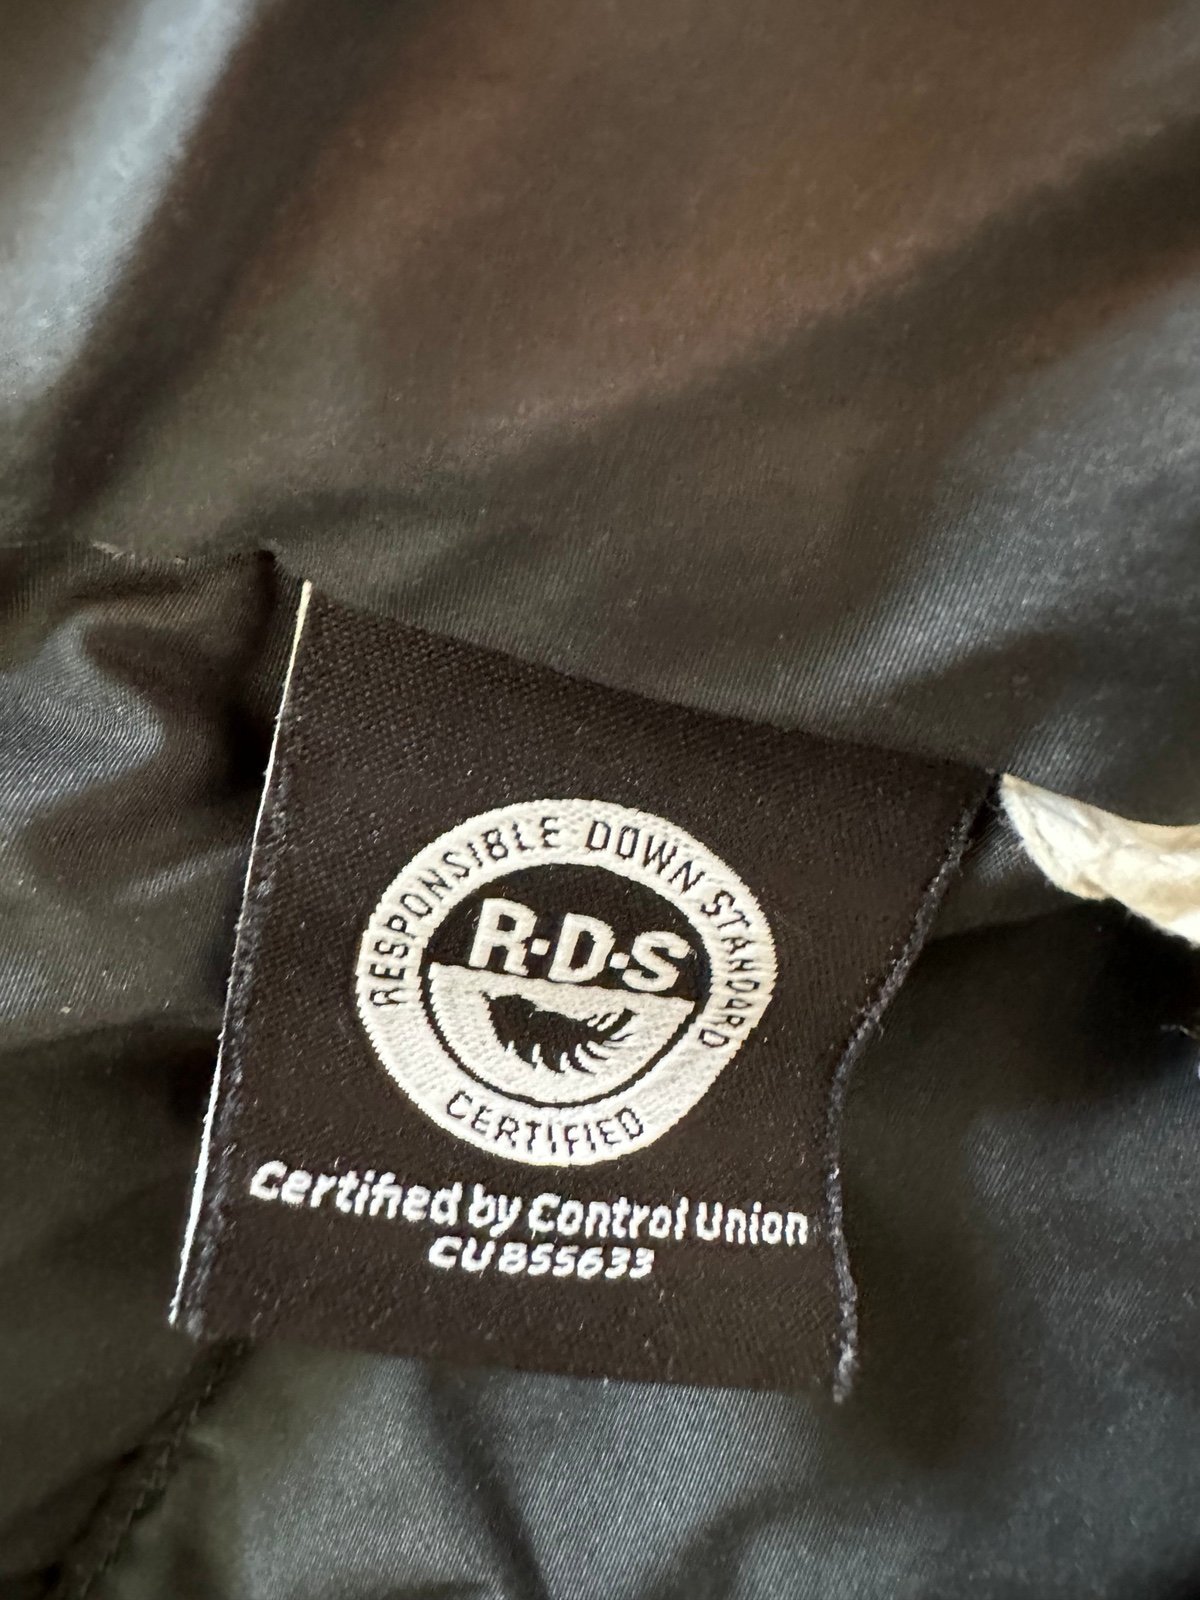 RESPONSIBLE DOWN STANDARD
R·D·S
CERTIFIED
Certified by Control Union
CU855633